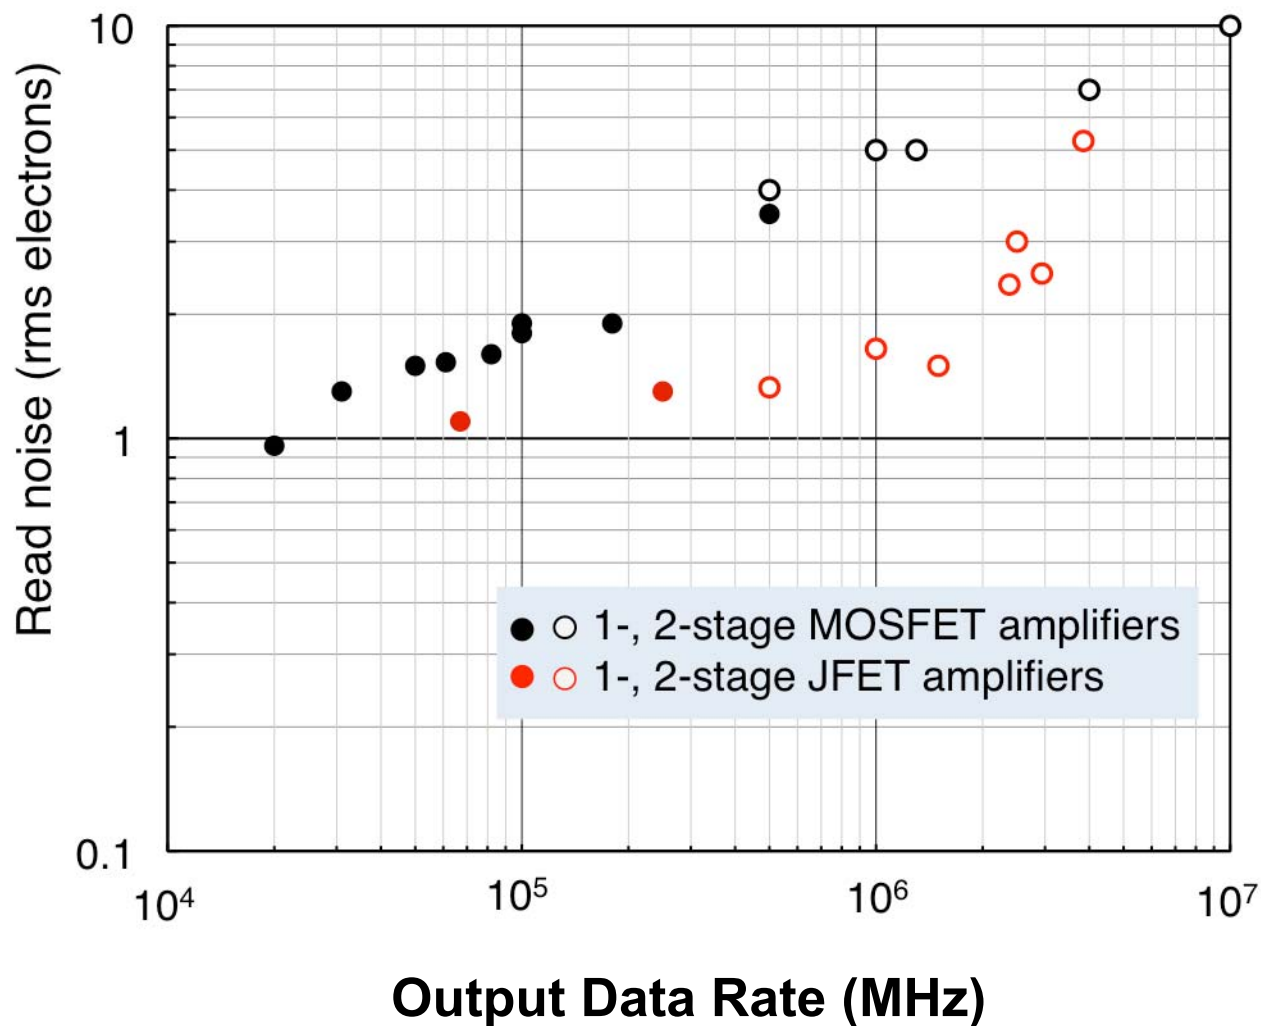 Read noise (rms electrons)
10
1
0.1
1-, 2-stage MOSFET amplifiers
1-, 2-stage JFET amplifiers
10⁴ 10⁵ 10⁶ 10⁷
Output Data Rate (MHz)